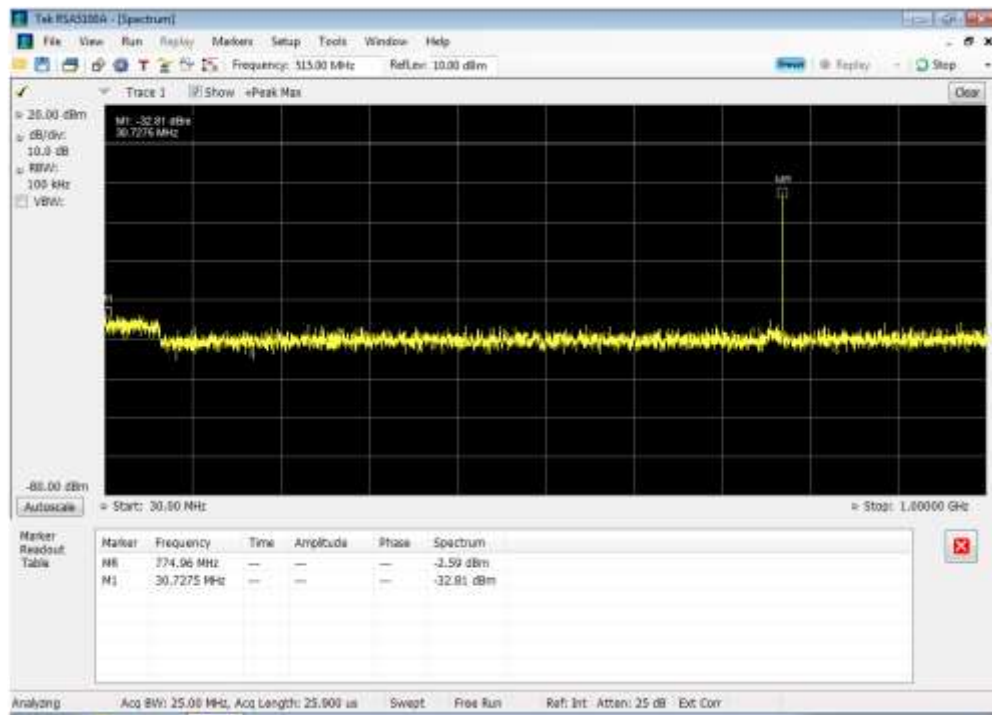 Tek RSA5100A - [Spectrum]
File View Run Replay Markers Setup Tools Window Help
Frequency: 515.00 MHz RefLev: 10.00 dBm Preset Replay Stop
Trace 1 Show +Peak Max Clear
20.00 dBm
dB/div:
10.0 dB
RBW:
100 kHz
VBW:
M1: -32.81 dBm
30.7275 MHz
MR
M1
-80.00 dBm
Autoscale Start: 30.00 MHz Stop: 1.00000 GHz
Marker
Readout
Table
Marker Frequency Time Amplitude Phase Spectrum
MR 774.96 MHz --- --- --- -2.59 dBm
M1 30.7275 MHz --- --- --- -32.81 dBm
Analyzing Acq BW: 25.00 MHz, Acq Length: 25.900 us Swept Free Run Ref: Int Atten: 25 dB Ext Corr